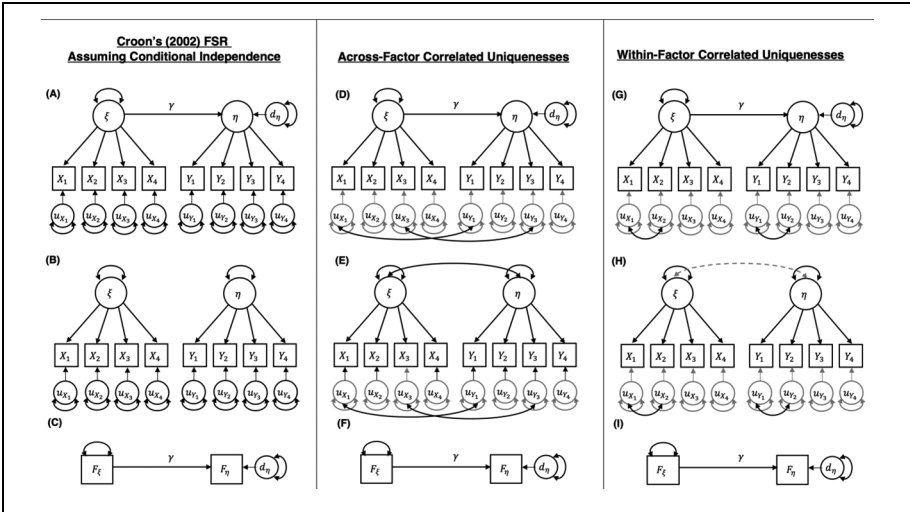 Croon's (2002) FSR
Assuming Conditional Independence
Across-Factor Correlated Uniquenesses
Within-Factor Correlated Uniquenesses
(A)
γ
ξ
η
dη
X1 X2 X3 X4 Y1 Y2 Y3 Y4
uX1 uX2 uX3 uX4 uY1 uY2 uY3 uY4
(D)
γ
ξ
η
dη
X1 X2 X3 X4 Y1 Y2 Y3 Y4
uX1 uX2 uX3 uX4 uY1 uY2 uY3 uY4
(G)
γ
ξ
η
dη
X1 X2 X3 X4 Y1 Y2 Y3 Y4
uX1 uX2 uX3 uX4 uY1 uY2 uY3 uY4
(B)
ξ
η
X1 X2 X3 X4 Y1 Y2 Y3 Y4
uX1 uX2 uX3 uX4 uY1 uY2 uY3 uY4
(E)
ξ
η
X1 X2 X3 X4 Y1 Y2 Y3 Y4
uX1 uX2 uX3 uX4 uY1 uY2 uY3 uY4
(H)
ξ
η
X1 X2 X3 X4 Y1 Y2 Y3 Y4
uX1 uX2 uX3 uX4 uY1 uY2 uY3 uY4
(C)
Fξ
γ
Fη
dη
(F)
Fξ
γ
Fη
dη
(I)
Fξ
γ
Fη
dη